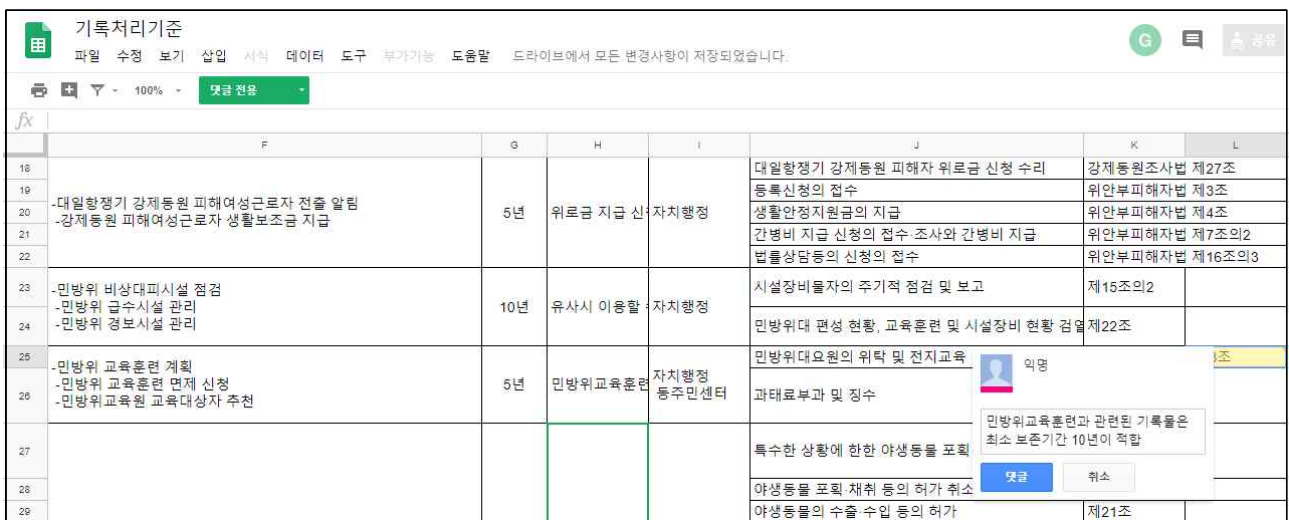 기록처리기준
파일 수정 보기 삽입 서식 데이터 도구 부가기능 도움말 드라이브에서 모든 변경사항이 저장되었습니다.
G 공유
100% 댓글 전용
fx
F G H I J K L
18 대일항쟁기 강제동원 피해자 위로금 신청 수리 강제동원조사법 제27조
19 등록신청의 접수 위안부피해자법 제3조
-대일항쟁기 강제동원 피해여성근로자 전출 알림
20 5년 위로금 지급 신 자치행정 생활안정지원금의 지급 위안부피해자법 제4조
-강제동원 피해여성근로자 생활보조금 지급
21 간병비 지급 신청의 접수·조사와 간병비 지급 위안부피해자법 제7조의2
22 법률상담등의 신청의 접수 위안부피해자법 제16조의3
23 -민방위 비상대피시설 점검 시설장비물자의 주기적 점검 및 보고 제15조의2
-민방위 급수시설 관리 10년 유사시 이용할 자치행정
24 -민방위 경보시설 관리 민방위대 편성 현황, 교육훈련 및 시설장비 현황 검열 제22조
25 민방위대요원의 위탁 및 전지교육 3조
-민방위 교육훈련 계획
-민방위 교육훈련 면제 신청 5년 민방위교육훈련 자치행정
동주민센터
26 -민방위교육원 교육대상자 추천 과태료부과 및 징수
익명
민방위교육훈련과 관련된 기록물은
최소 보존기간 10년이 적합
댓글 취소
27 특수한 상황에 한한 야생동물 포획
28 야생동물 포획·채취 등의 허가 취소
29 야생동물의 수출·수입 등의 허가 제21조